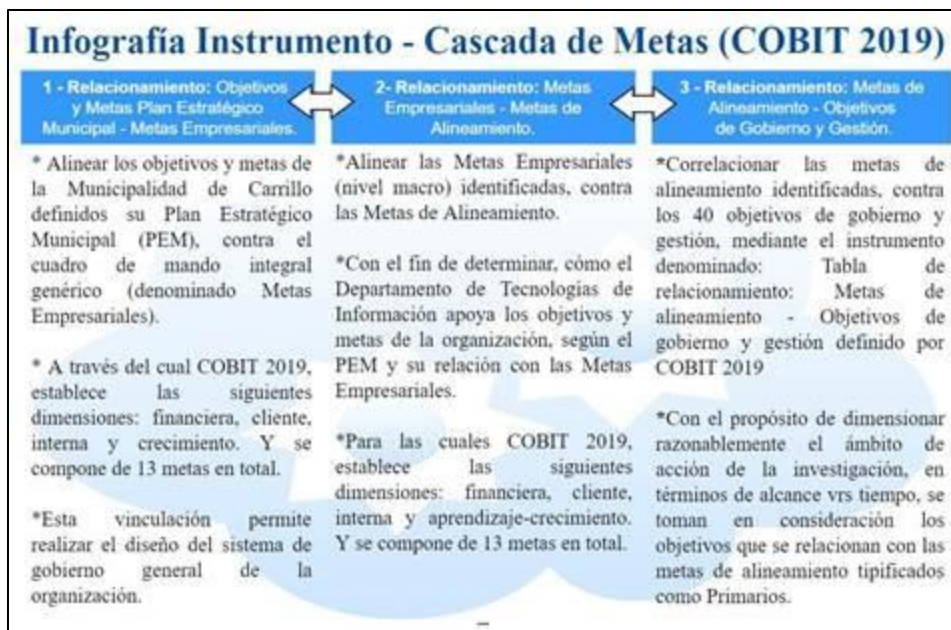 Infografía Instrumento - Cascada de Metas (COBIT 2019)
1 - Relacionamiento: Objetivos
y Metas Plan Estratégico
Municipal - Metas Empresariales.
* Alinear los objetivos y metas de
la Municipalidad de Carrillo
definidos su Plan Estratégico
Municipal (PEM), contra el
cuadro de mando integral
genérico (denominado Metas
Empresariales).
* A través del cual COBIT 2019,
establece las siguientes
dimensiones: financiera, cliente,
interna y crecimiento. Y se
compone de 13 metas en total.
*Esta vinculación permite
realizar el diseño del sistema de
gobierno general de la
organización.
2- Relacionamiento: Metas
Empresariales - Metas de
Alineamiento.
*Alinear las Metas Empresariales
(nivel macro) identificadas, contra
las Metas de Alineamiento.
*Con el fin de determinar, cómo el
Departamento de Tecnologías de
Información apoya los objetivos y
metas de la organización, según el
PEM y su relación con las Metas
Empresariales.
*Para las cuales COBIT 2019,
establece las siguientes
dimensiones: financiera, cliente,
interna y aprendizaje-crecimiento.
Y se compone de 13 metas en total.
3 - Relacionamiento: Metas de
Alineamiento - Objetivos
de Gobierno y Gestión.
*Correlacionar las metas de
alineamiento identificadas, contra
los 40 objetivos de gobierno y
gestión, mediante el instrumento
denominado: Tabla de
relacionamiento: Metas de
alineamiento - Objetivos de
gobierno y gestión definido por
COBIT 2019
*Con el propósito de dimensionar
razonablemente el ámbito de
acción de la investigación, en
términos de alcance vrs tiempo, se
toman en consideración los
objetivos que se relacionan con las
metas de alineamiento tipificados
como Primarios.